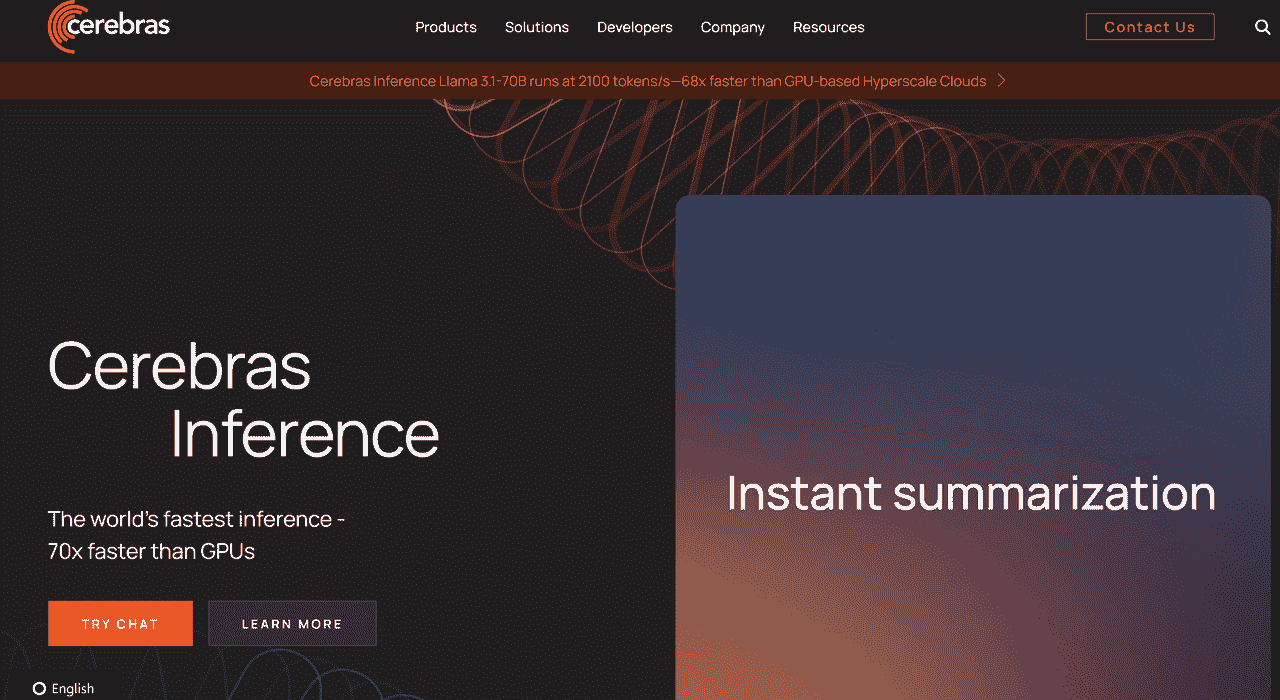 cerebras
Products Solutions Developers Company Resources
Contact Us
Cerebras Inference Llama 3.1-70B runs at 2100 tokens/s—68x faster than GPU-based Hyperscale Clouds
Cerebras
Inference
The world's fastest inference -
70x faster than GPUs
TRY CHAT
LEARN MORE
Instant summarization
English